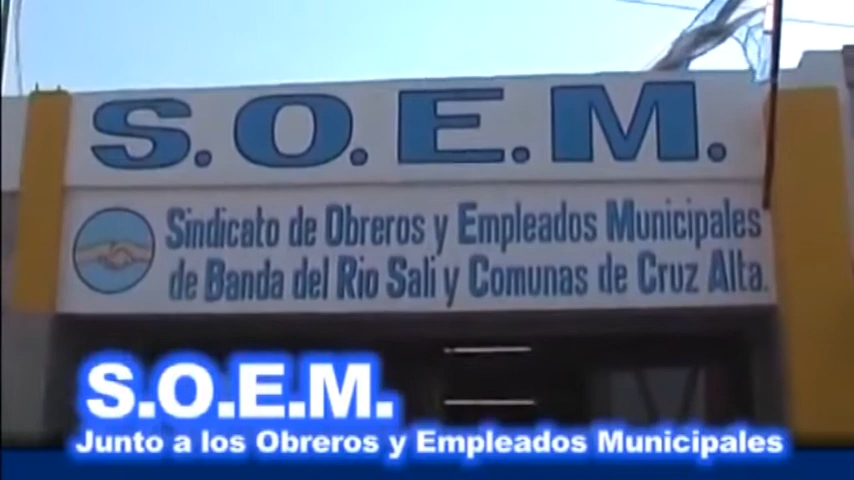 S.O.E.M.
Sindicato de Obreros y Empleados Municipales
de Banda del Rio Sali y Comunas de Cruz Alta.
S.O.E.M.
Junto a los Obreros y Empleados Municipales